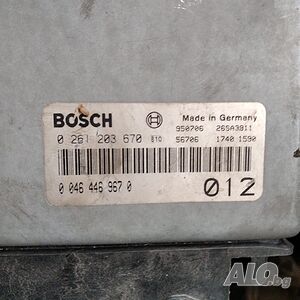 BOSCH Made in Germany
950706 26SA3811
0 261 203 670 B10 56706 1740 1590
0 046 446 967 0 012
ALO.bg